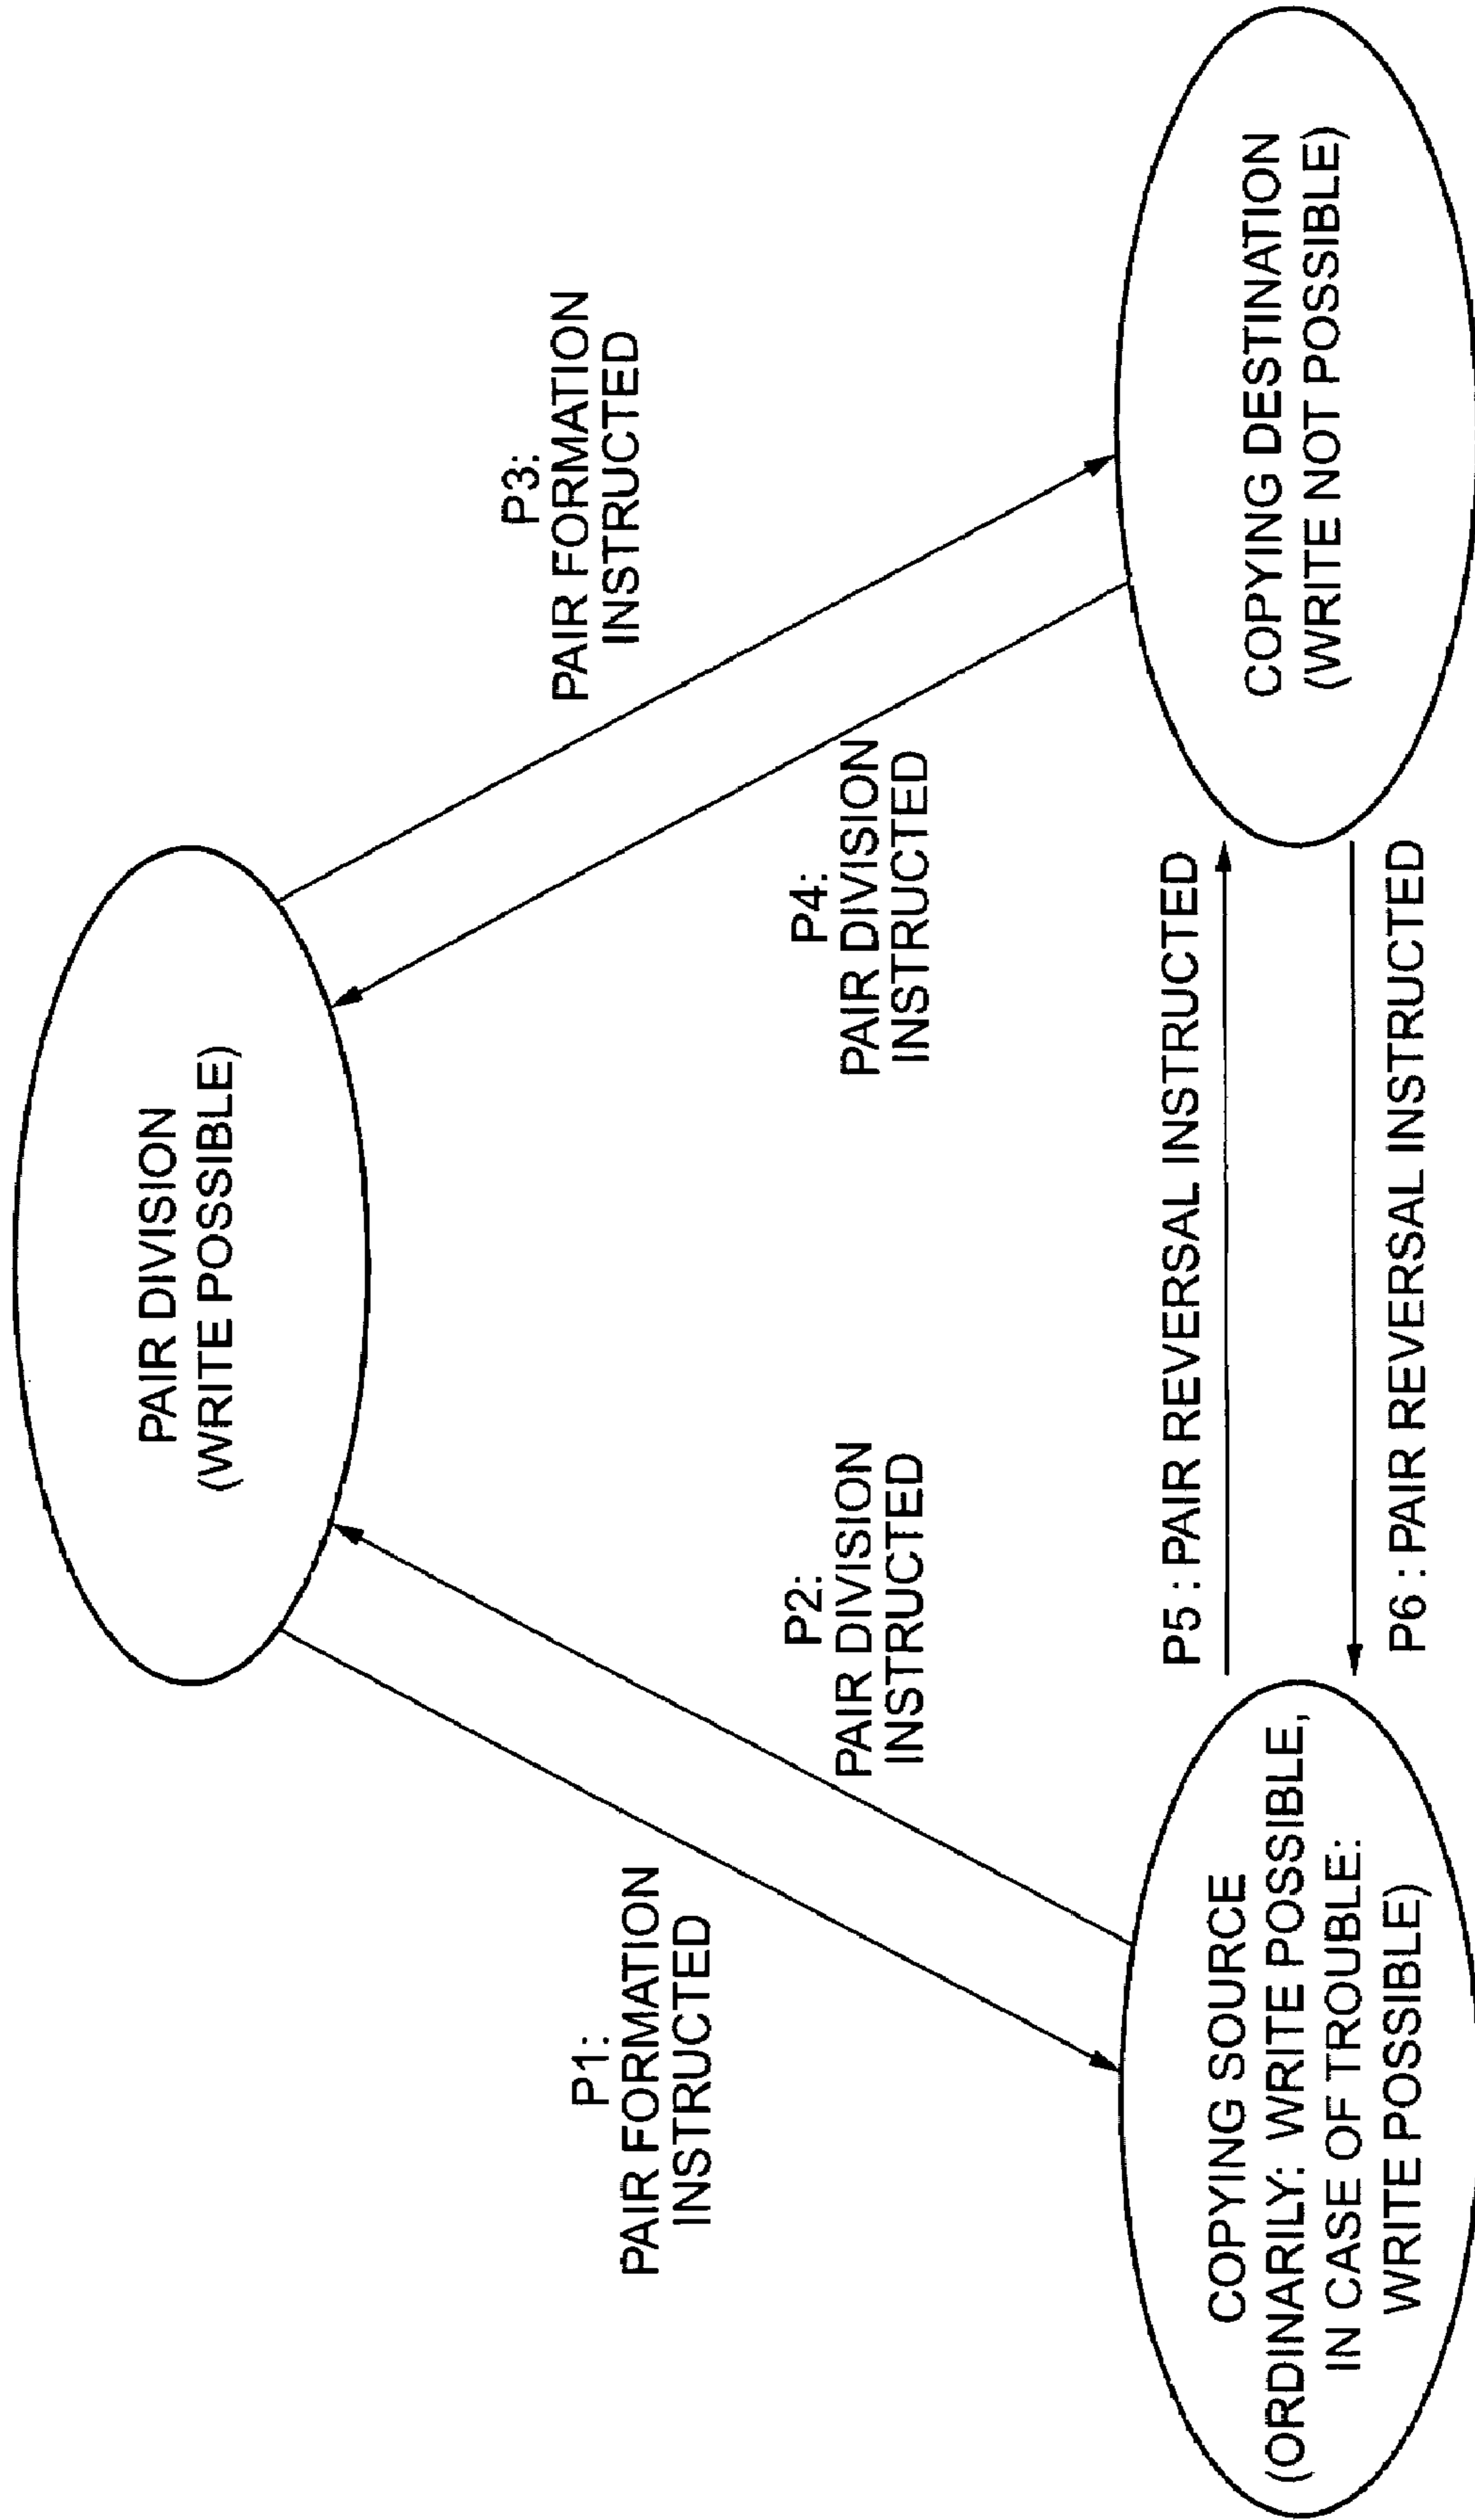 PAIR DIVISION
(WRITE POSSIBLE)
P1:
PAIR FORMATION
INSTRUCTED
P2:
PAIR DIVISION
INSTRUCTED
P3:
PAIR FORMATION
INSTRUCTED
P4:
PAIR DIVISION
INSTRUCTED
P5 : PAIR REVERSAL INSTRUCTED
P6 : PAIR REVERSAL INSTRUCTED
COPYING SOURCE
(ORDINARILY: WRITE POSSIBLE,
IN CASE OF TROUBLE:
WRITE POSSIBLE)
COPYING DESTINATION
(WRITE NOT POSSIBLE)